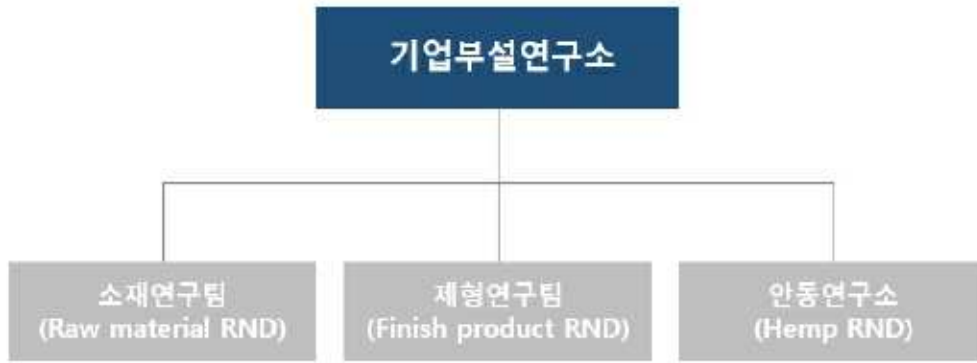 기업부설연구소
소재연구팀
(Raw material RND)
제형연구팀
(Finish product RND)
안동연구소
(Hemp RND)